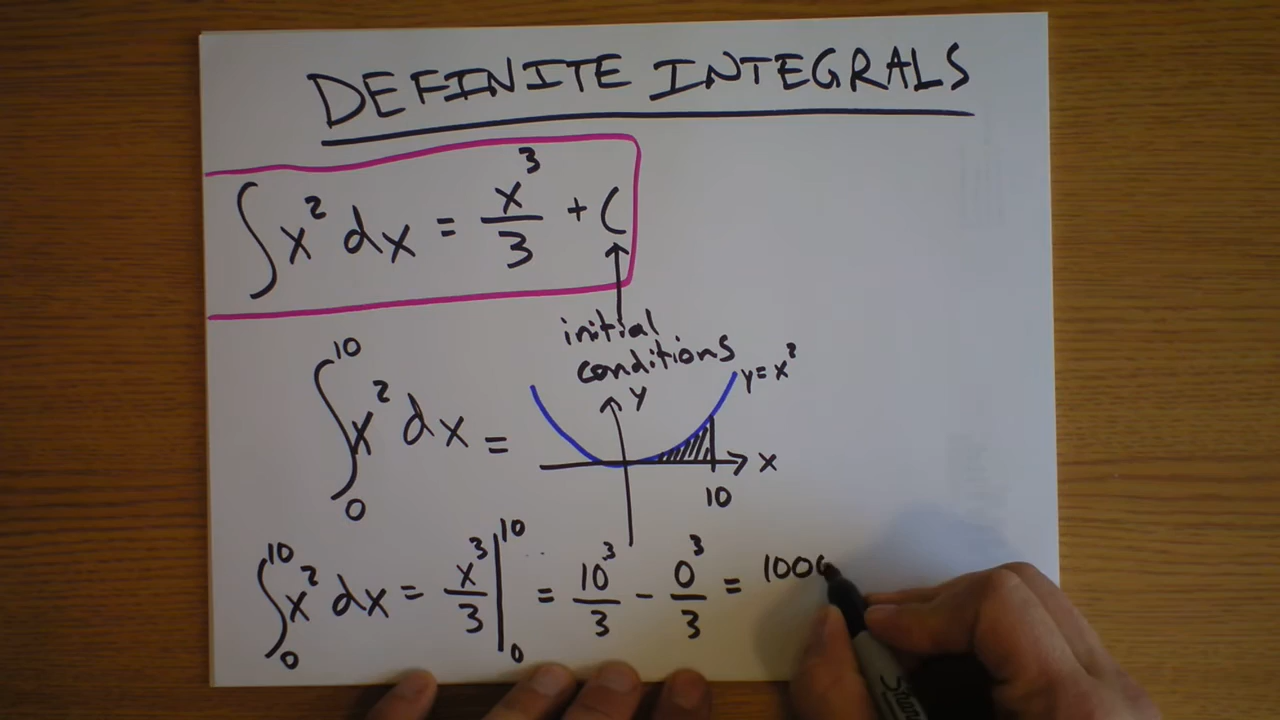 DEFINITE INTEGRALS
∫ x² dx = x³/3 + C
initial
conditions
∫₀¹⁰ x² dx =
y
y = x²
x
10
∫₀¹⁰ x² dx = x³/3 |₀¹⁰ = 10³/3 - 0³/3 = 1000